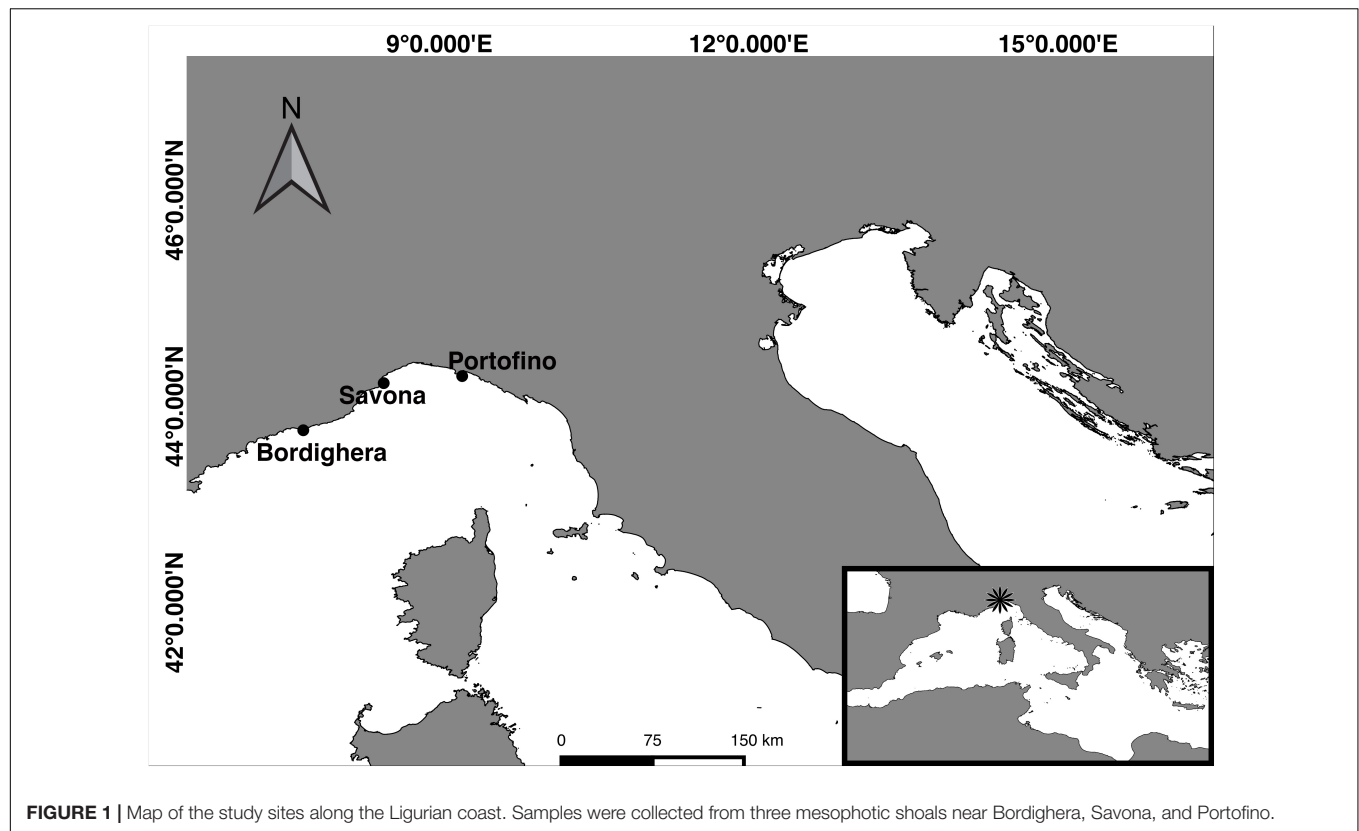 9°0.000'E 12°0.000'E 15°0.000'E
N
46°0.000'N
Portofino
Savona
44°0.000'N
Bordighera
42°0.000'N
0 75 150 km
FIGURE 1 | Map of the study sites along the Ligurian coast. Samples were collected from three mesophotic shoals near Bordighera, Savona, and Portofino.